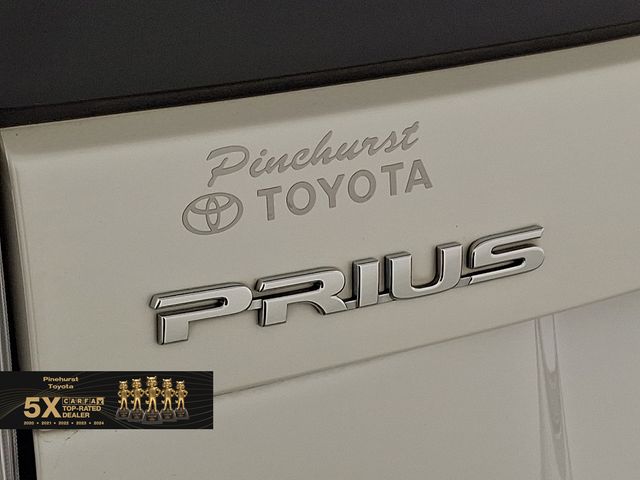 Pinehurst
TOYOTA
PRIUS
Pinehurst
Toyota
5X CARFAX
TOP-RATED
DEALER
2020 • 2021 • 2022 • 2023 • 2024